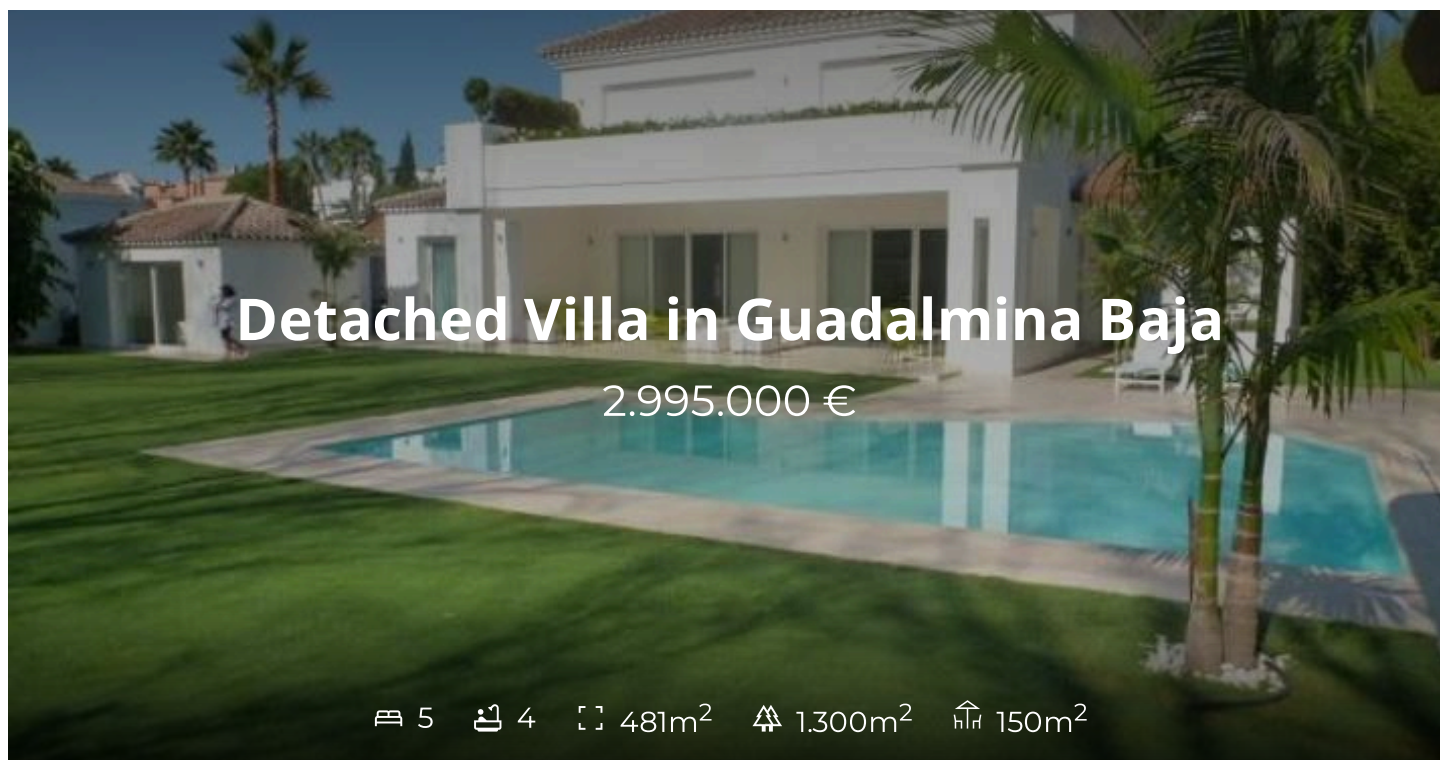 Detached Villa in Guadalmina Baja
2.995.000 €
5 4 481m² 1.300m² 150m²